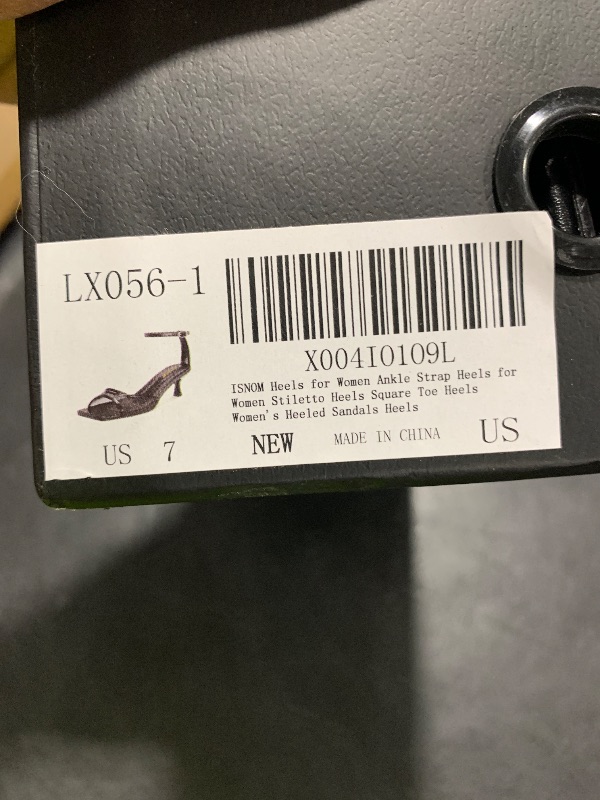 LX056-1
X004I0109L
ISNOM Heels for Women Ankle Strap Heels for
Women Stiletto Heels Square Toe Heels
Women's Heeled Sandals Heels
US 7 NEW MADE IN CHINA US